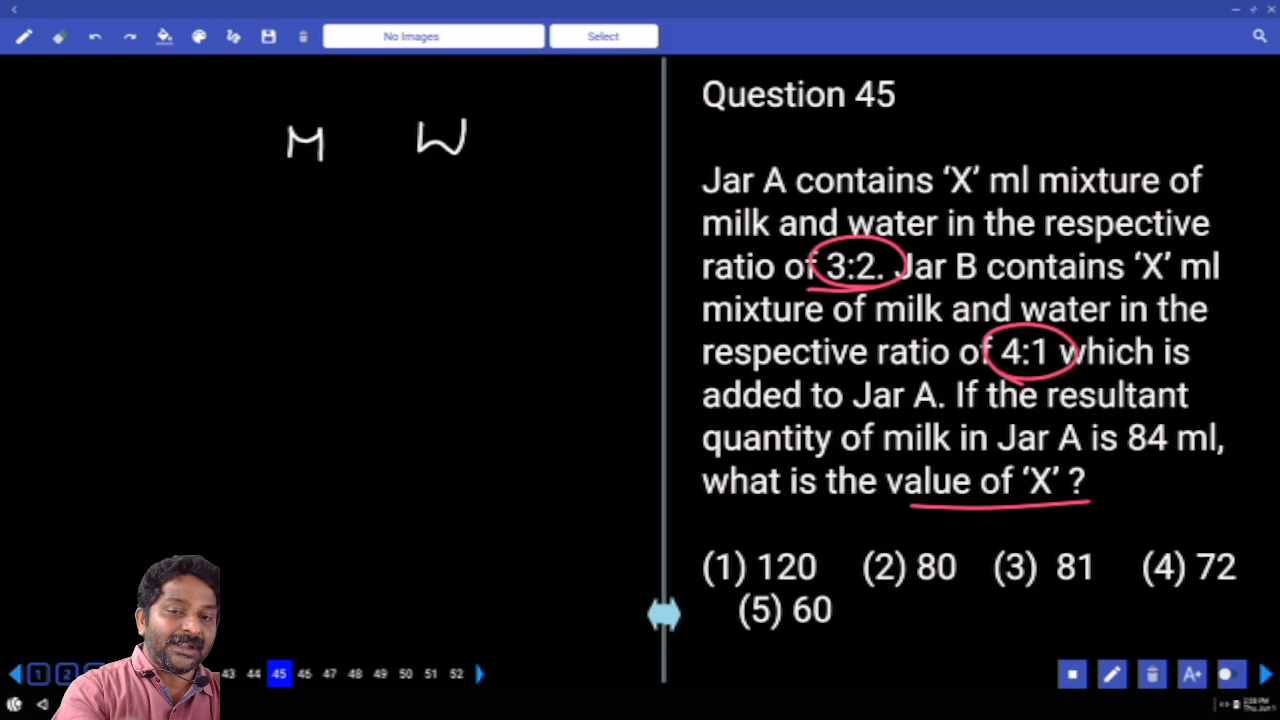 No Images
Select
M W
Question 45
Jar A contains ‘X’ ml mixture of
milk and water in the respective
ratio of 3:2. Jar B contains ‘X’ ml
mixture of milk and water in the
respective ratio of 4:1 which is
added to Jar A. If the resultant
quantity of milk in Jar A is 84 ml,
what is the value of ‘X’ ?
(1) 120 (2) 80 (3) 81 (4) 72
(5) 60
1 2 43 44 45 46 47 48 49 50 51 52
A+